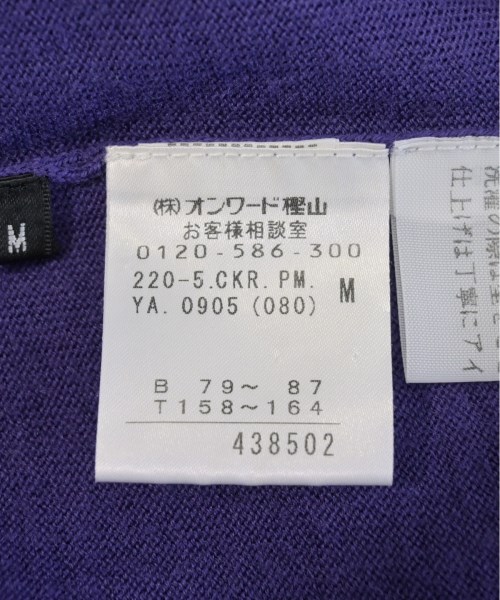 M
(株)オンワード樫山
お客様相談室
0120-586-300
220-5.CKR.PM. M
YA.0905(080)
B 79~ 87
T 158~164
438502
仕上げは丁寧にアイ